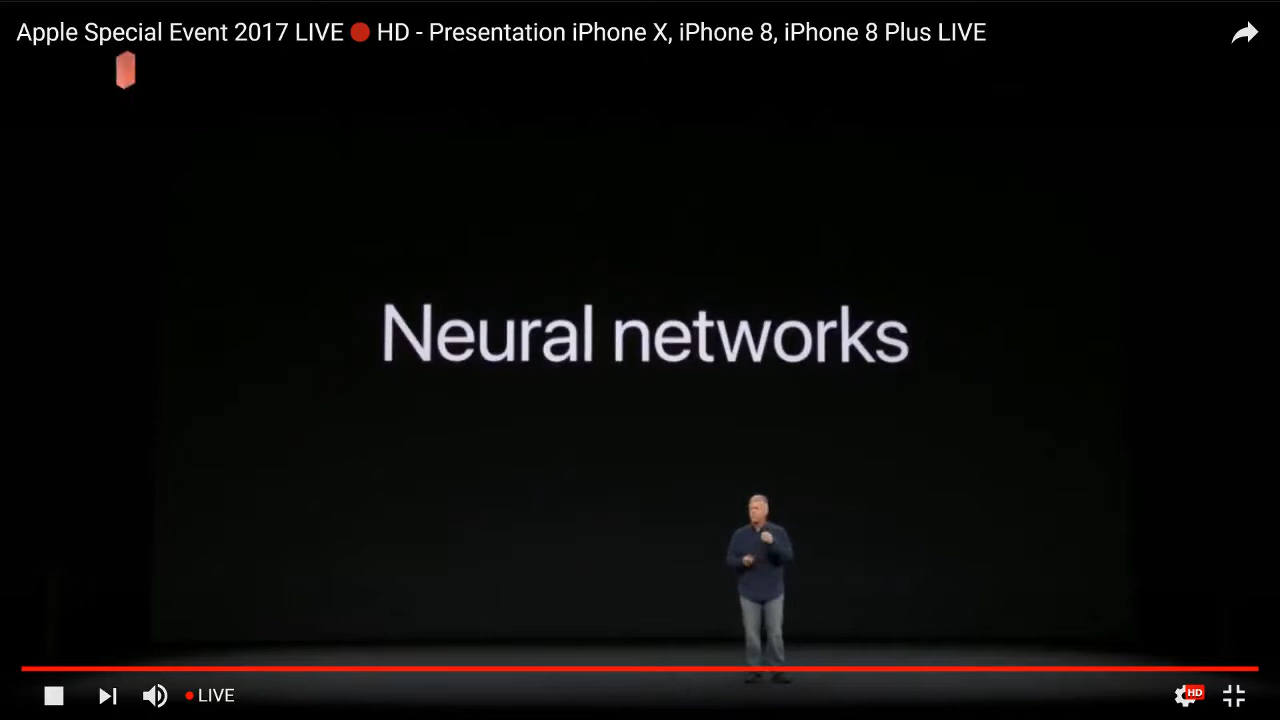 Apple Special Event 2017 LIVE 🔴 HD - Presentation iPhone X, iPhone 8, iPhone 8 Plus LIVE
Neural networks
LIVE
HD